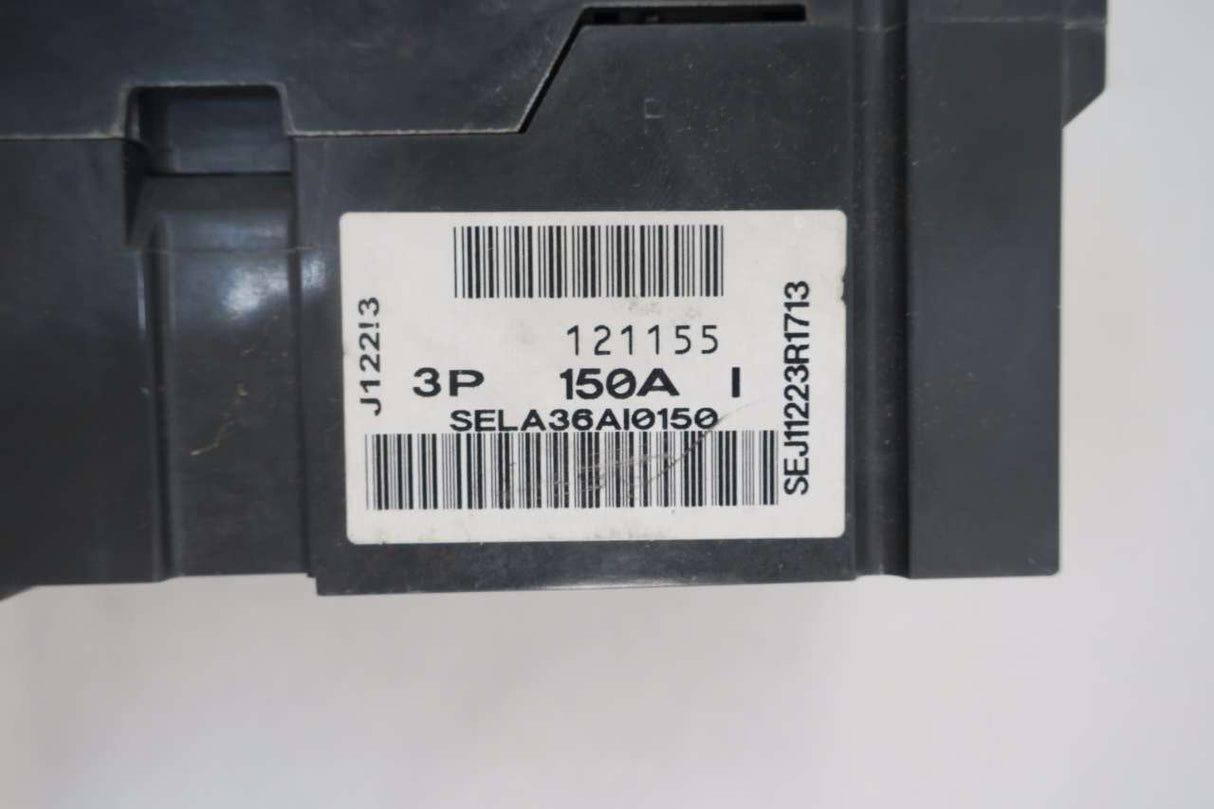 121155
3P 150A I
SELA36AI0150
J122!3
SEJ11223R1713